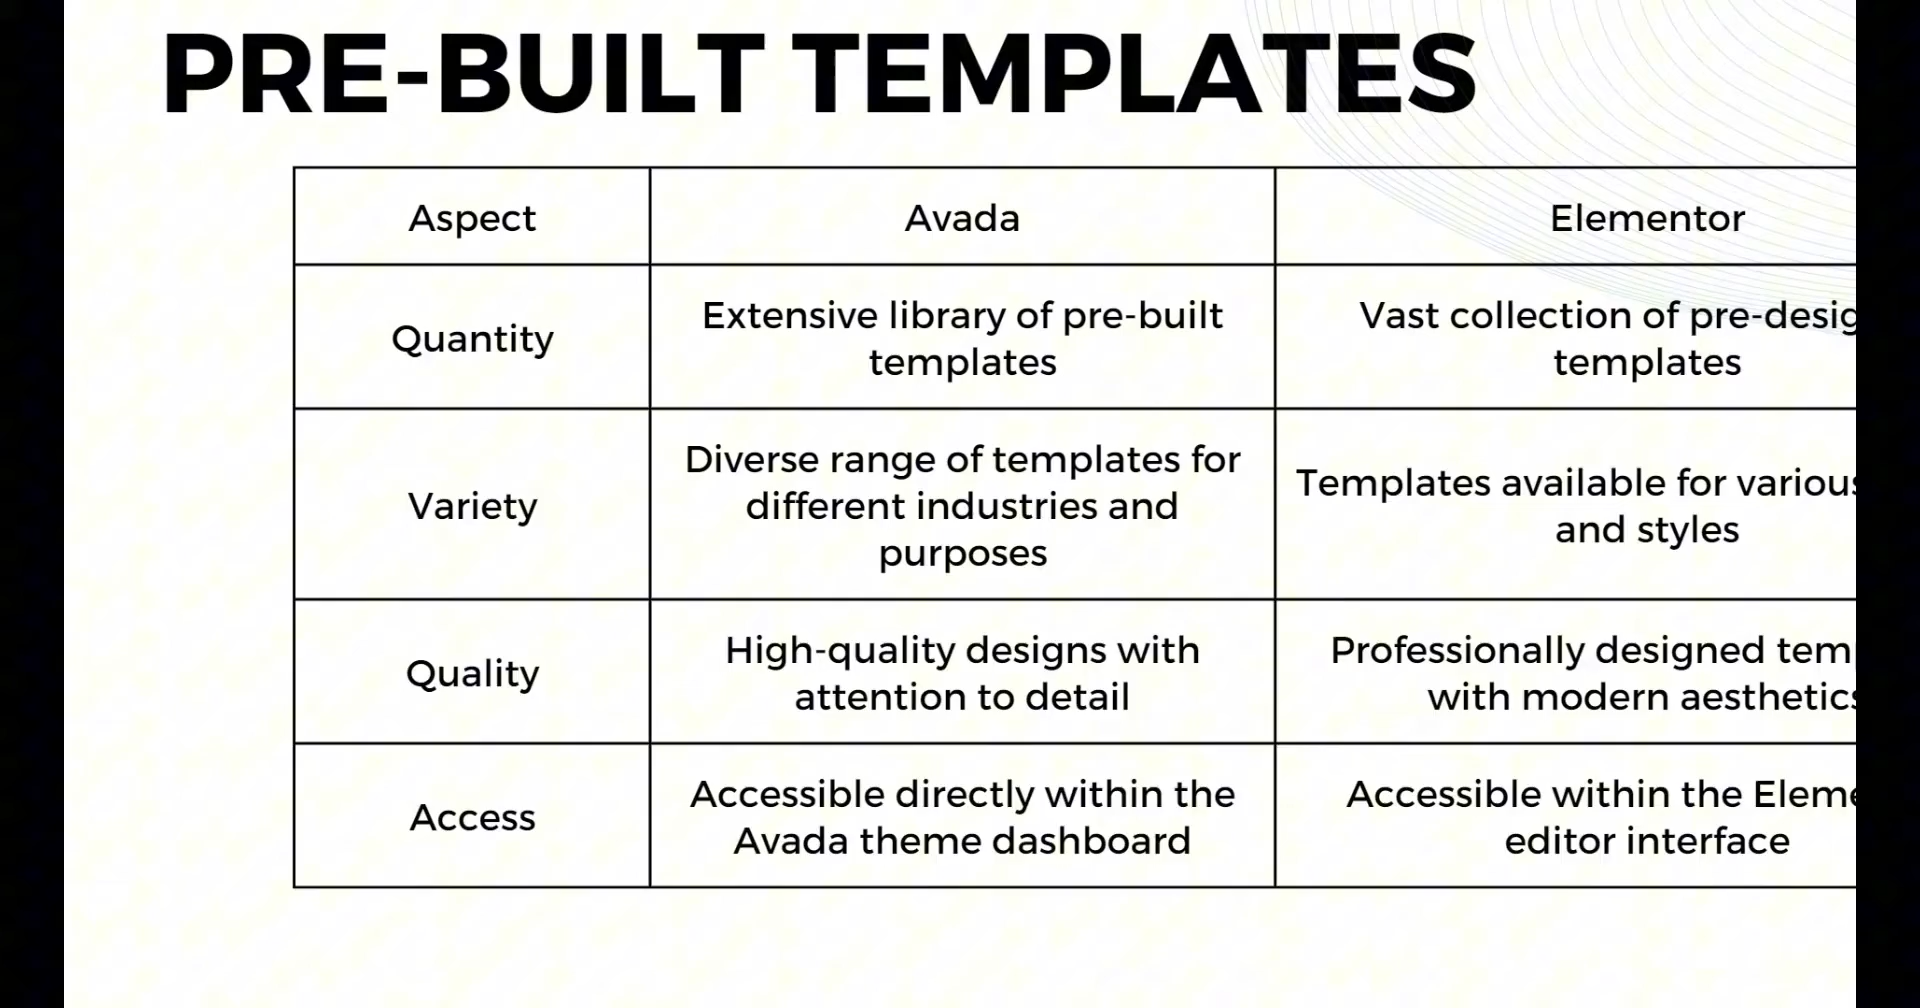 PRE-BUILT TEMPLATES
Aspect
Avada
Elementor
Quantity
Extensive library of pre-built
templates
Vast collection of pre-desig
templates
Variety
Diverse range of templates for
different industries and
purposes
Templates available for various
and styles
Quality
High-quality designs with
attention to detail
Professionally designed tem
with modern aesthetics
Access
Accessible directly within the
Avada theme dashboard
Accessible within the Eleme
editor interface